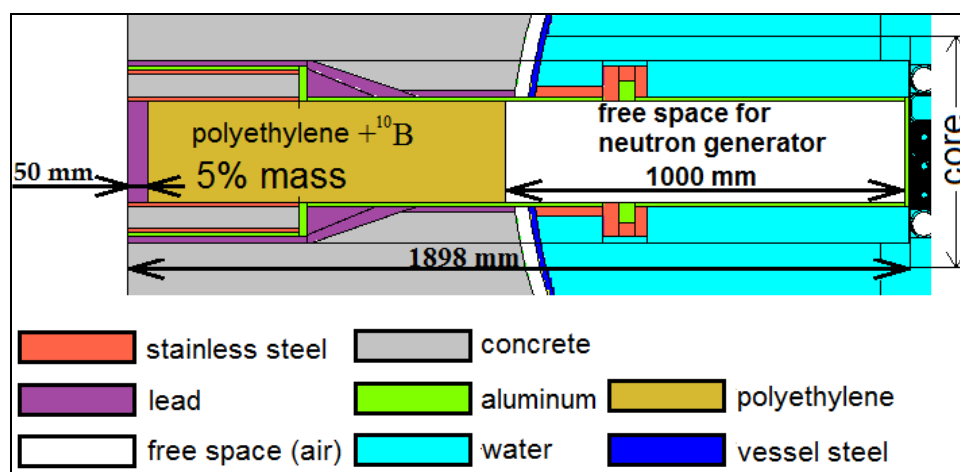 polyethylene +¹⁰B
5% mass
free space for
neutron generator
1000 mm
50 mm
core
1898 mm
stainless steel
concrete
lead
aluminum
polyethylene
free space (air)
water
vessel steel